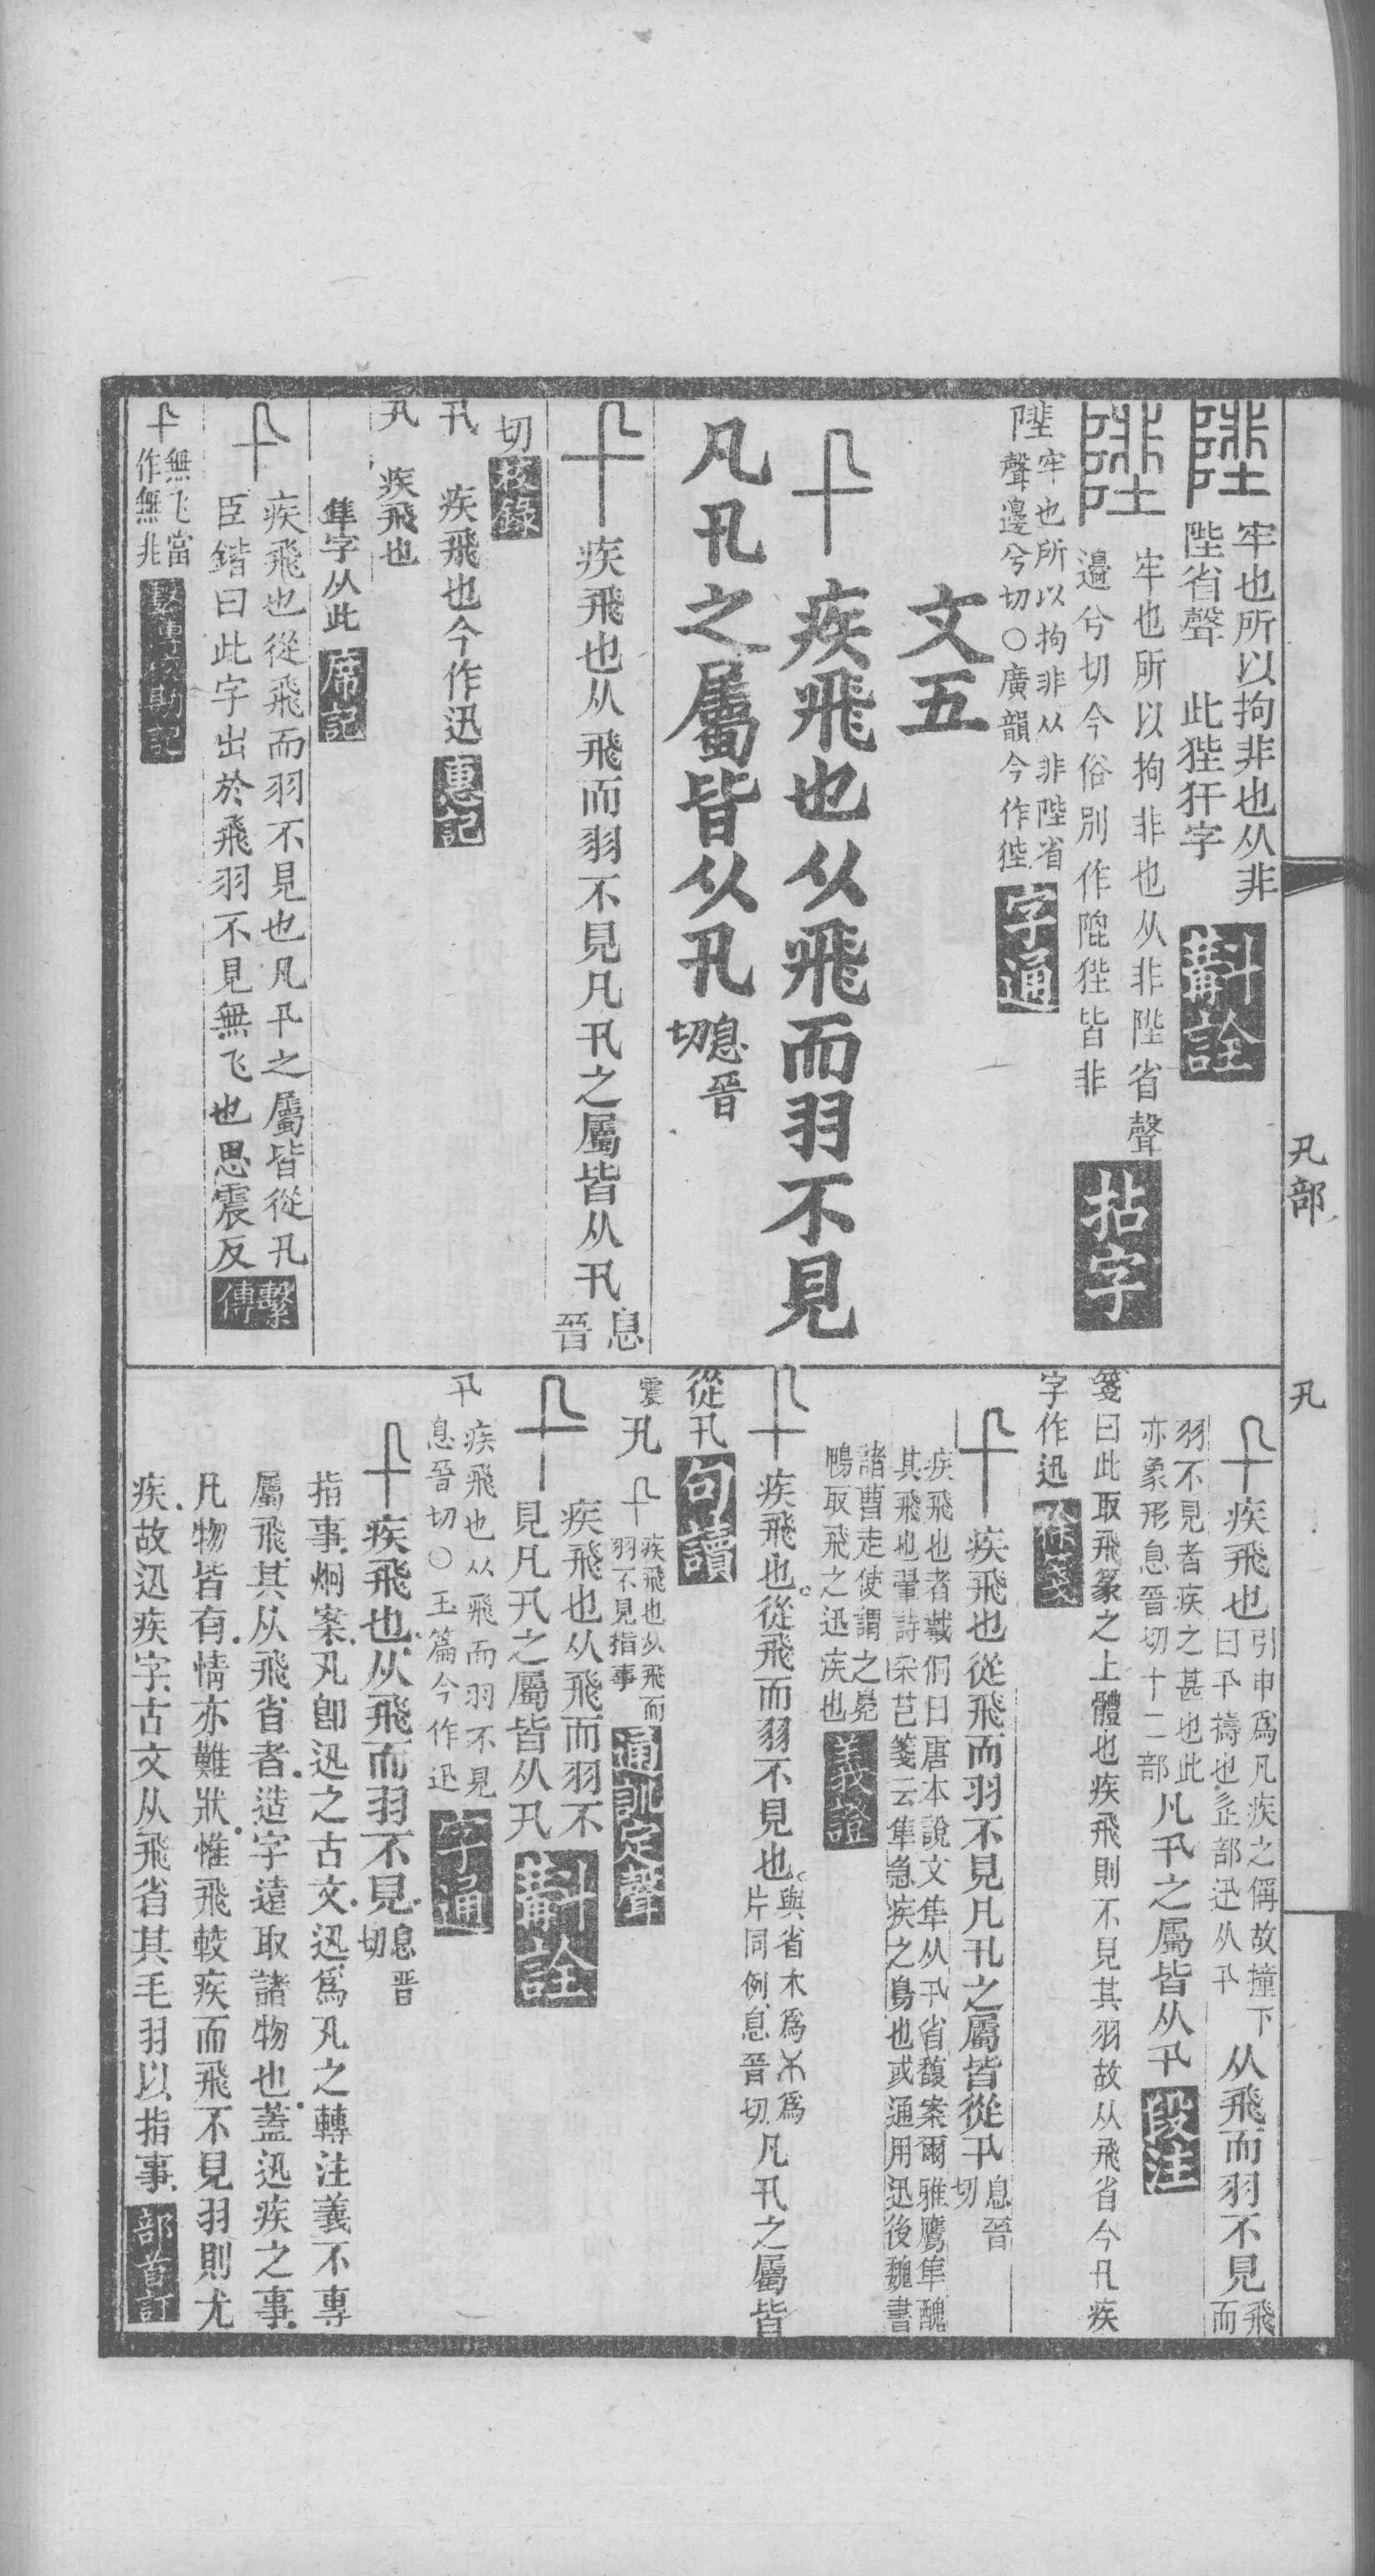 牢也所以拘非也从非
陛省聲 此狴犴字
斠詮
牢也所以拘非也从非陛省聲
邉兮切今俗別作陛狴皆非
拈字
陞牢也所以拘非从非陛省
聲邊兮切○廣韻今作狴
字通
文五
疾飛也从飛而羽不見
凡卂之屬皆从卂息晉切
疾飛也从飛而羽不見凡卂之屬皆从卂息晉
切校錄
卂 疾飛也今作迅惠記
卂 疾飛也
隼字从此席記
疾飛也從飛而羽不見也凡卂之屬皆從卂
臣鍇曰此字出於飛羽不見無飞也思震反
繫傳
卂無飞當作無非
繫傳校勘記
卂部
卂
疾飛也引申爲凡疾之偁故撞下曰卂擣也辵部迅从卂从飛而羽不見飛而
羽不見者疾之甚也此亦象形息晉切十二部凡卂之屬皆从卂段注
箋曰此取飛篆之上體也疾飛則不見其羽故从飛省今卂疾
字作迅徐箋
疾飛也從飛而羽不見凡卂之屬皆從卂息晉切
疾飛也者戴侗曰唐本說文隼从卂省馥案爾雅鷹隼醜
其飛也翬詩采芑箋云隼急疾之鳥也或通用迅後魏書
諸曹走使謂之鳧
鴨取飛之迅疾也
義證
疾飛也從飛而羽不見也與省木爲片爲片同例息晉切凡卂之屬皆
從卂句讀
震卂 疾飛也从飛而羽不見指事
通訓定聲
疾飛也从飛而羽不
見凡卂之屬皆从卂
斠詮
卂疾飛也从飛而羽不見
息晉切○玉篇今作迅
字通
疾飛也从飛而羽不見息晉切
指事炯案卂卽迅之古文迅爲卂之轉注義不專
屬飛其从飛省者造字遠取諸物也蓋迅疾之事
凡物皆有情亦難狀惟飛較疾而飛不見羽則尤
疾故迅疾字古文从飛省其毛羽以指事部首訂